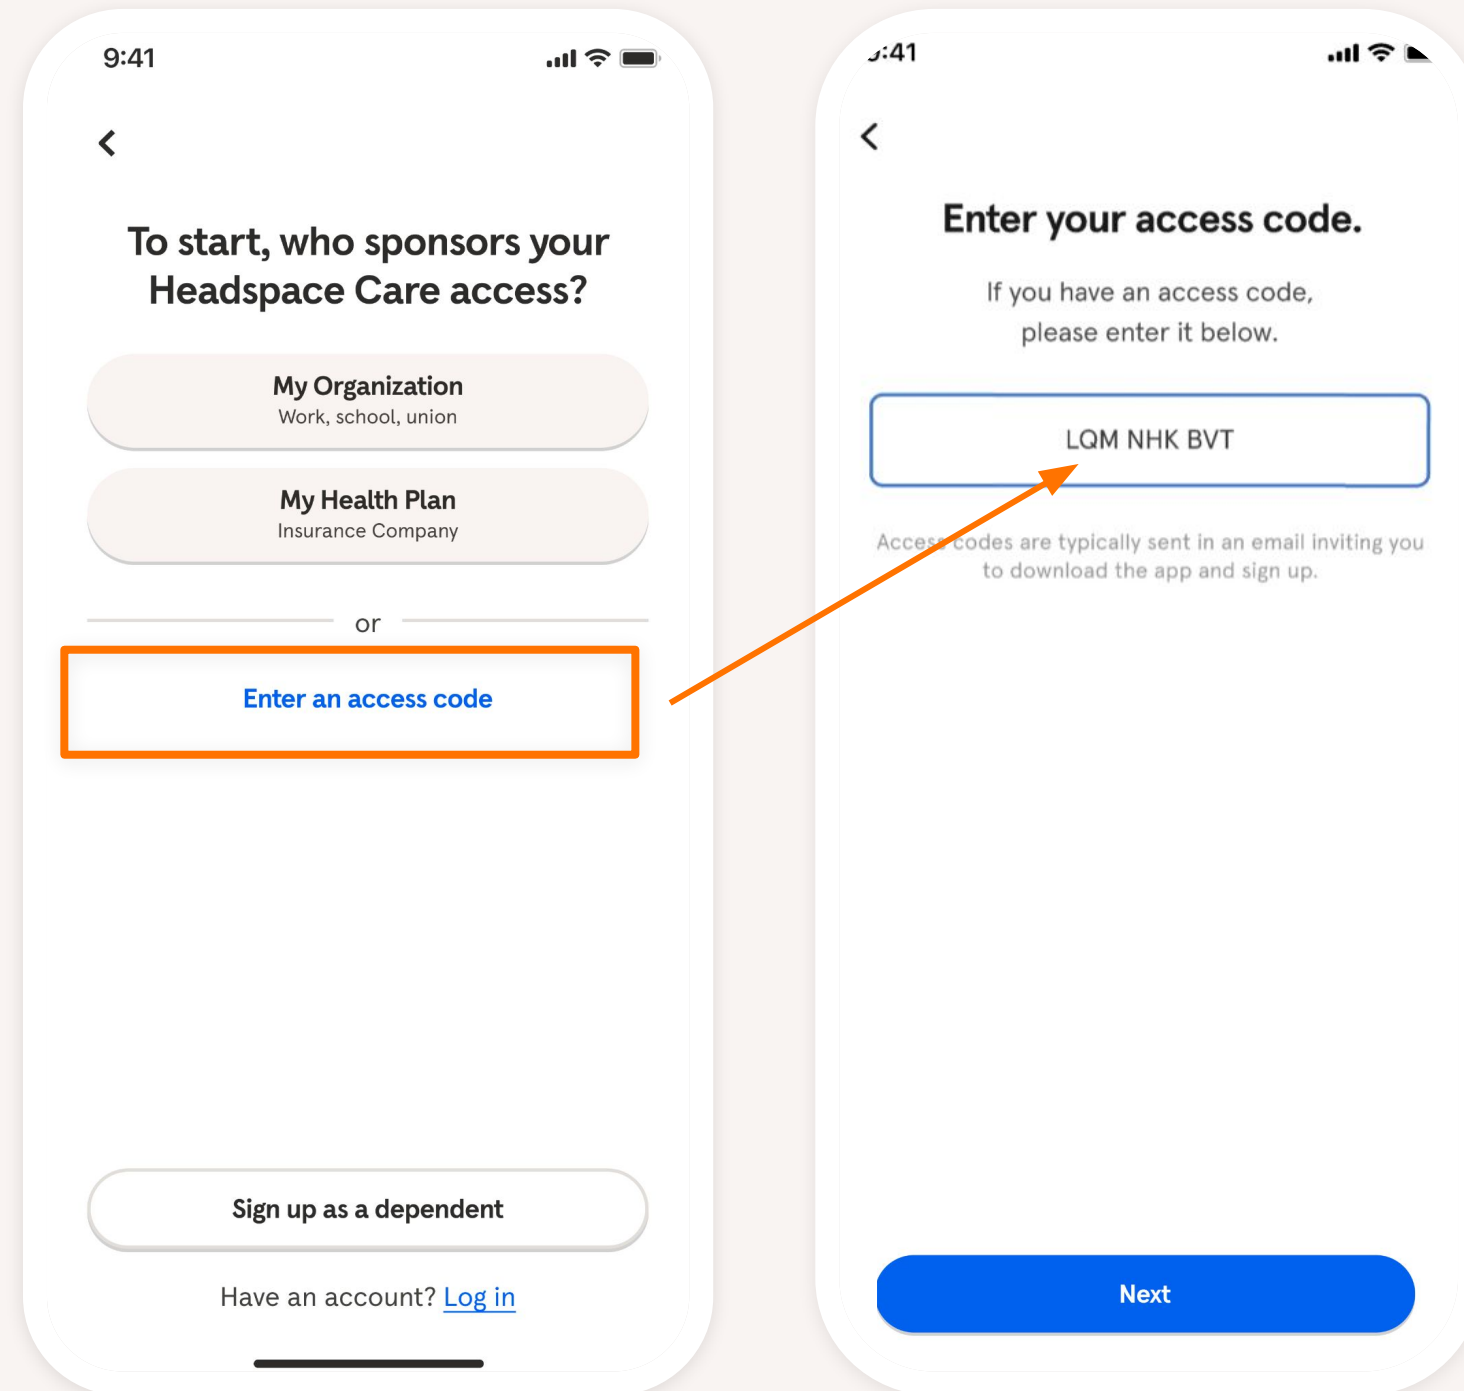 9:41
To start, who sponsors your
Headspace Care access?
My Organization
Work, school, union
My Health Plan
Insurance Company
or
Enter an access code
Sign up as a dependent
Have an account? Log in
:41
Enter your access code.
If you have an access code,
please enter it below.
LQM NHK BVT
Access codes are typically sent in an email inviting you
to download the app and sign up.
Next